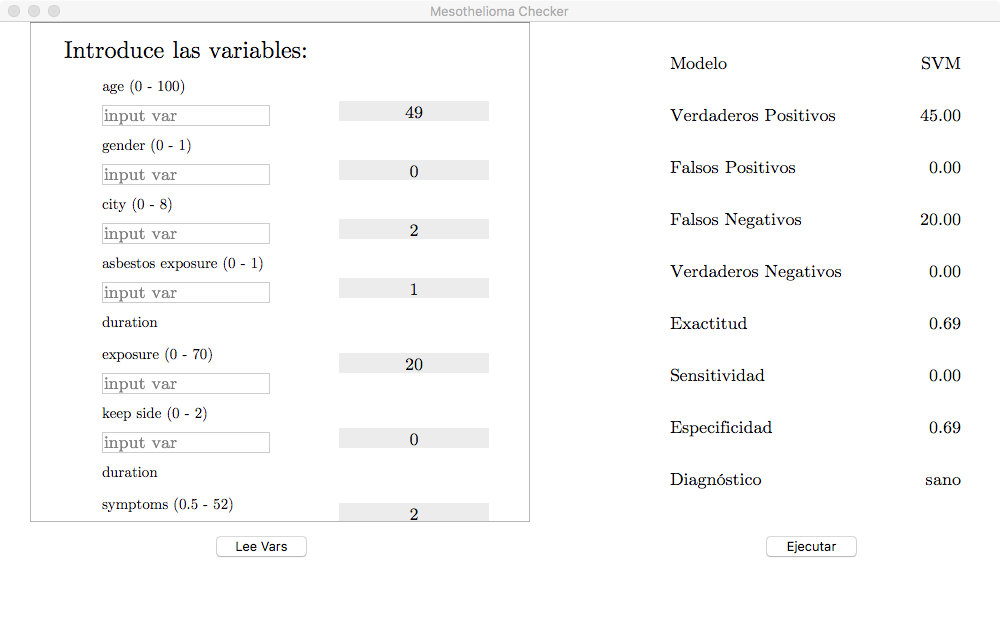 Mesothelioma Checker
Introduce las variables:
age (0 - 100)
input var
49
gender (0 - 1)
input var
0
city (0 - 8)
input var
2
asbestos exposure (0 - 1)
input var
1
duration
exposure (0 - 70)
input var
20
keep side (0 - 2)
input var
0
duration
symptoms (0.5 - 52)
2
Lee Vars
Modelo SVM
Verdaderos Positivos 45.00
Falsos Positivos 0.00
Falsos Negativos 20.00
Verdaderos Negativos 0.00
Exactitud 0.69
Sensitividad 0.00
Especificidad 0.69
Diagnóstico sano
Ejecutar